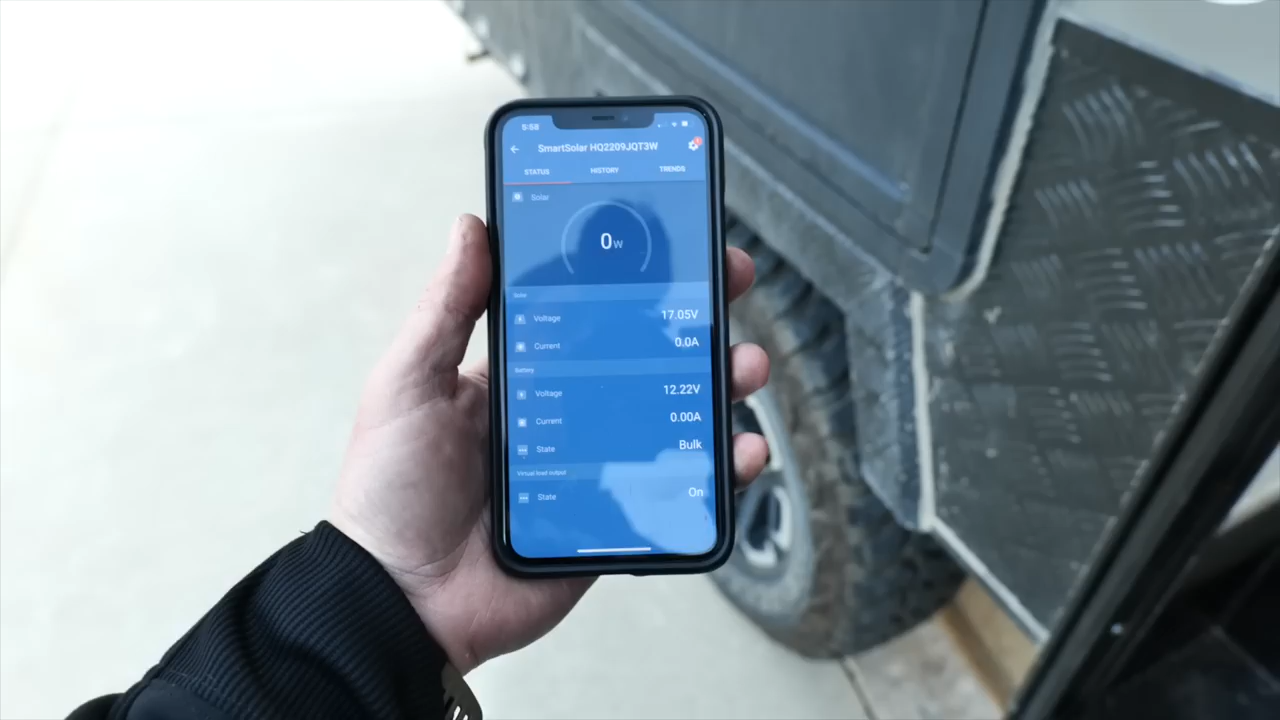 5:58
SmartSolar HQ2209JQT3W
STATUS HISTORY TRENDS
Solar
0W
Solar
Voltage 17.05V
Current 0.0A
Battery
Voltage 12.22V
Current 0.00A
State Bulk
Virtual load output
State On